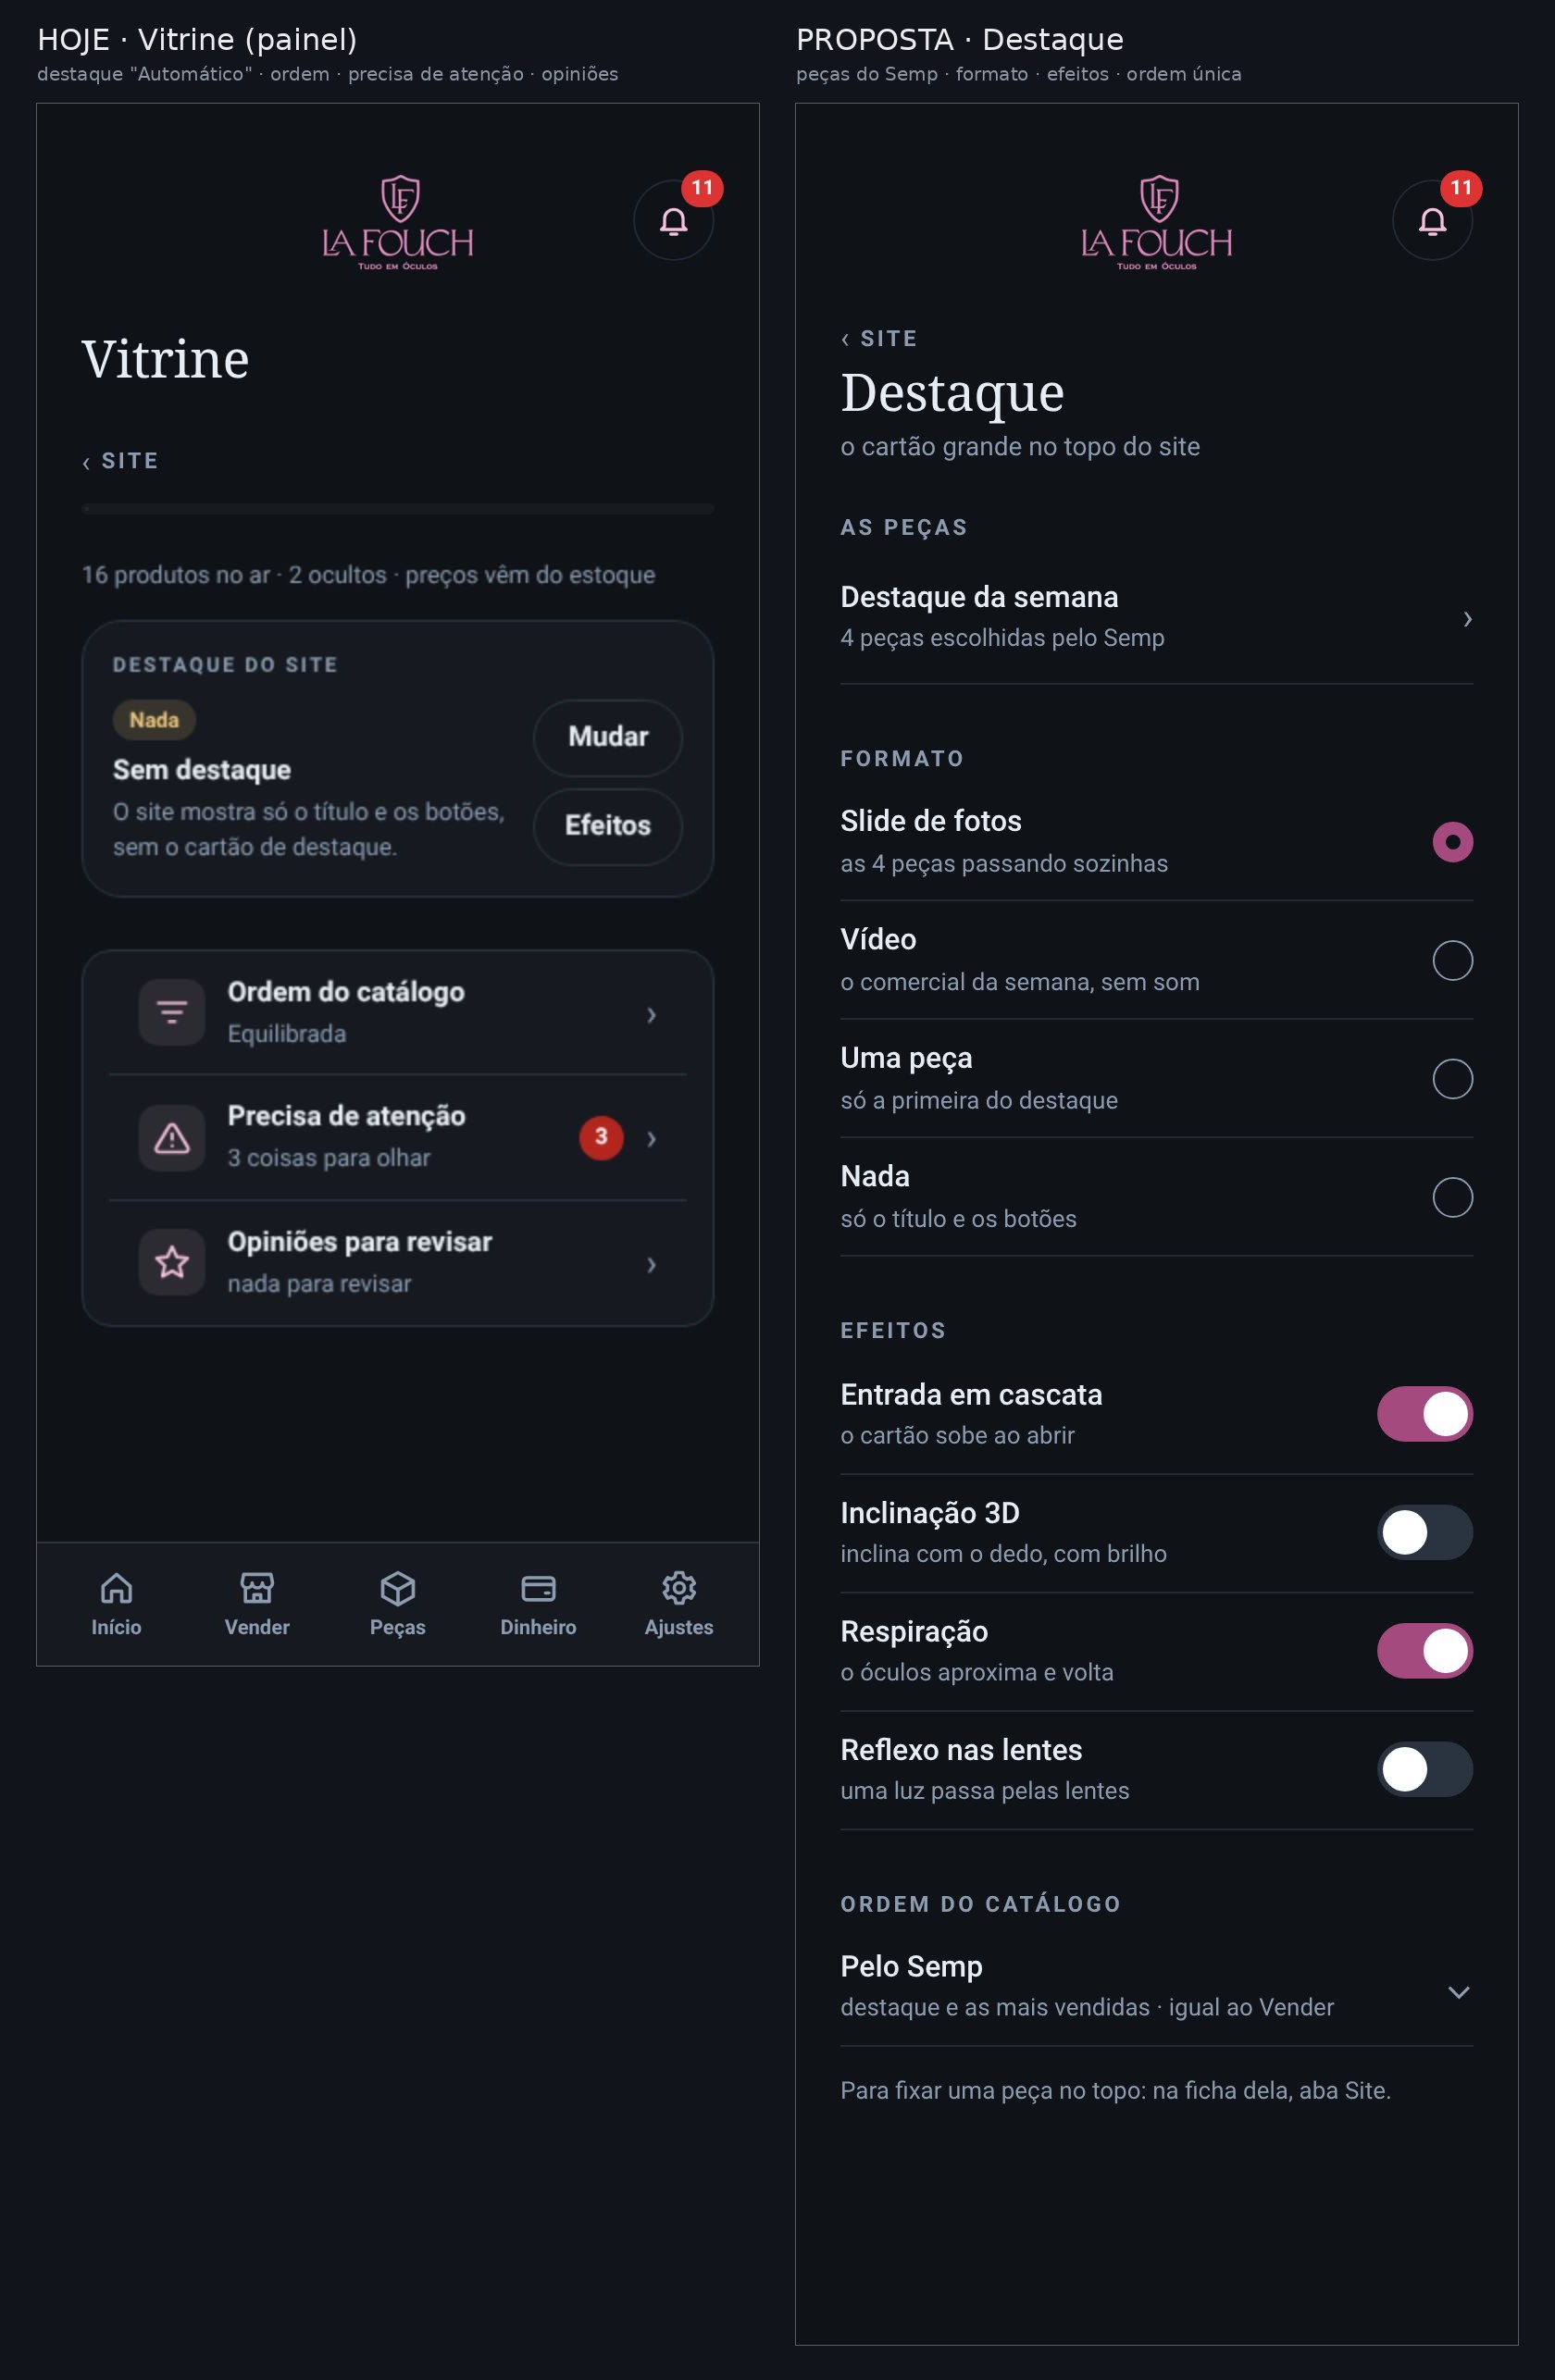 HOJE · Vitrine (painel)
destaque "Automático" · ordem · precisa de atenção · opiniões
LF
LA FOUCH
TUDO EM ÓCULOS
11
Vitrine
‹ SITE
16 produtos no ar · 2 ocultos · preços vêm do estoque
DESTAQUE DO SITE
Nada
Sem destaque
O site mostra só o título e os botões,
sem o cartão de destaque.
Mudar
Efeitos
Ordem do catálogo
Equilibrada
›
Precisa de atenção
3 coisas para olhar
3 ›
Opiniões para revisar
nada para revisar
›
Início
Vender
Peças
Dinheiro
Ajustes
PROPOSTA · Destaque
peças do Semp · formato · efeitos · ordem única
LF
LA FOUCH
TUDO EM ÓCULOS
11
‹ SITE
Destaque
o cartão grande no topo do site
AS PEÇAS
Destaque da semana
4 peças escolhidas pelo Semp
›
FORMATO
Slide de fotos
as 4 peças passando sozinhas
Vídeo
o comercial da semana, sem som
Uma peça
só a primeira do destaque
Nada
só o título e os botões
EFEITOS
Entrada em cascata
o cartão sobe ao abrir
Inclinação 3D
inclina com o dedo, com brilho
Respiração
o óculos aproxima e volta
Reflexo nas lentes
uma luz passa pelas lentes
ORDEM DO CATÁLOGO
Pelo Semp
destaque e as mais vendidas · igual ao Vender
Para fixar uma peça no topo: na ficha dela, aba Site.